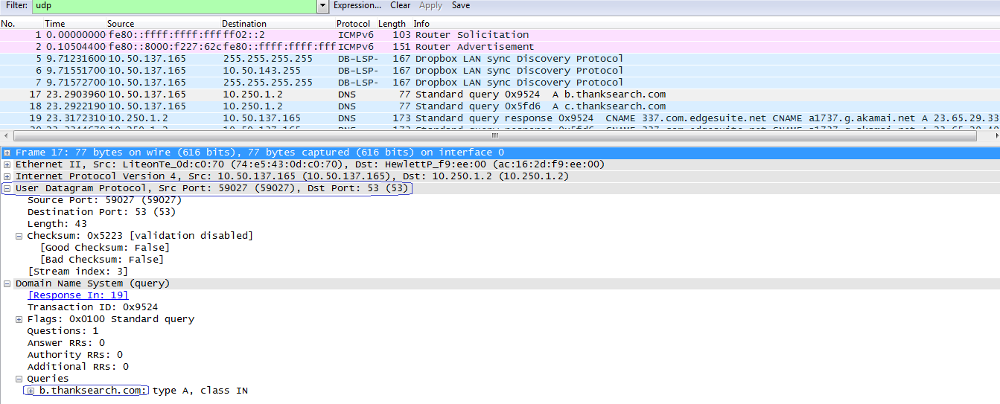 Filter: udp Expression... Clear Apply Save
No. Time Source Destination Protocol Length Info
1 0.00000000 fe80::ffff:ffff:fff ff02::2 ICMPv6 103 Router Solicitation
2 0.10504400 fe80::8000:f227:62c fe80::ffff:ffff:fff ICMPv6 151 Router Advertisement
5 9.71231600 10.50.137.165 255.255.255.255 DB-LSP- 167 Dropbox LAN sync Discovery Protocol
6 9.71551700 10.50.137.165 10.50.143.255 DB-LSP- 167 Dropbox LAN sync Discovery Protocol
7 9.71572700 10.50.137.165 255.255.255.255 DB-LSP- 167 Dropbox LAN sync Discovery Protocol
17 23.2903960 10.50.137.165 10.250.1.2 DNS 77 Standard query 0x9524 A b.thanksearch.com
18 23.2922190 10.50.137.165 10.250.1.2 DNS 77 Standard query 0x5fd6 A c.thanksearch.com
19 23.3172310 10.250.1.2 10.50.137.165 DNS 173 Standard query response 0x9524 CNAME 337.com.edgesuite.net CNAME a1737.g.akamai.net A 23.65.29.33
Frame 17: 77 bytes on wire (616 bits), 77 bytes captured (616 bits) on interface 0
Ethernet II, Src: LiteonTe_0d:c0:70 (74:e5:43:0d:c0:70), Dst: HewlettP_f9:ee:00 (ac:16:2d:f9:ee:00)
Internet Protocol Version 4, Src: 10.50.137.165 (10.50.137.165), Dst: 10.250.1.2 (10.250.1.2)
User Datagram Protocol, Src Port: 59027 (59027), Dst Port: 53 (53)
Source Port: 59027 (59027)
Destination Port: 53 (53)
Length: 43
Checksum: 0x5223 [validation disabled]
[Good Checksum: False]
[Bad Checksum: False]
[Stream index: 3]
Domain Name System (query)
[Response In: 19]
Transaction ID: 0x9524
Flags: 0x0100 Standard query
Questions: 1
Answer RRs: 0
Authority RRs: 0
Additional RRs: 0
Queries
b.thanksearch.com: type A, class IN